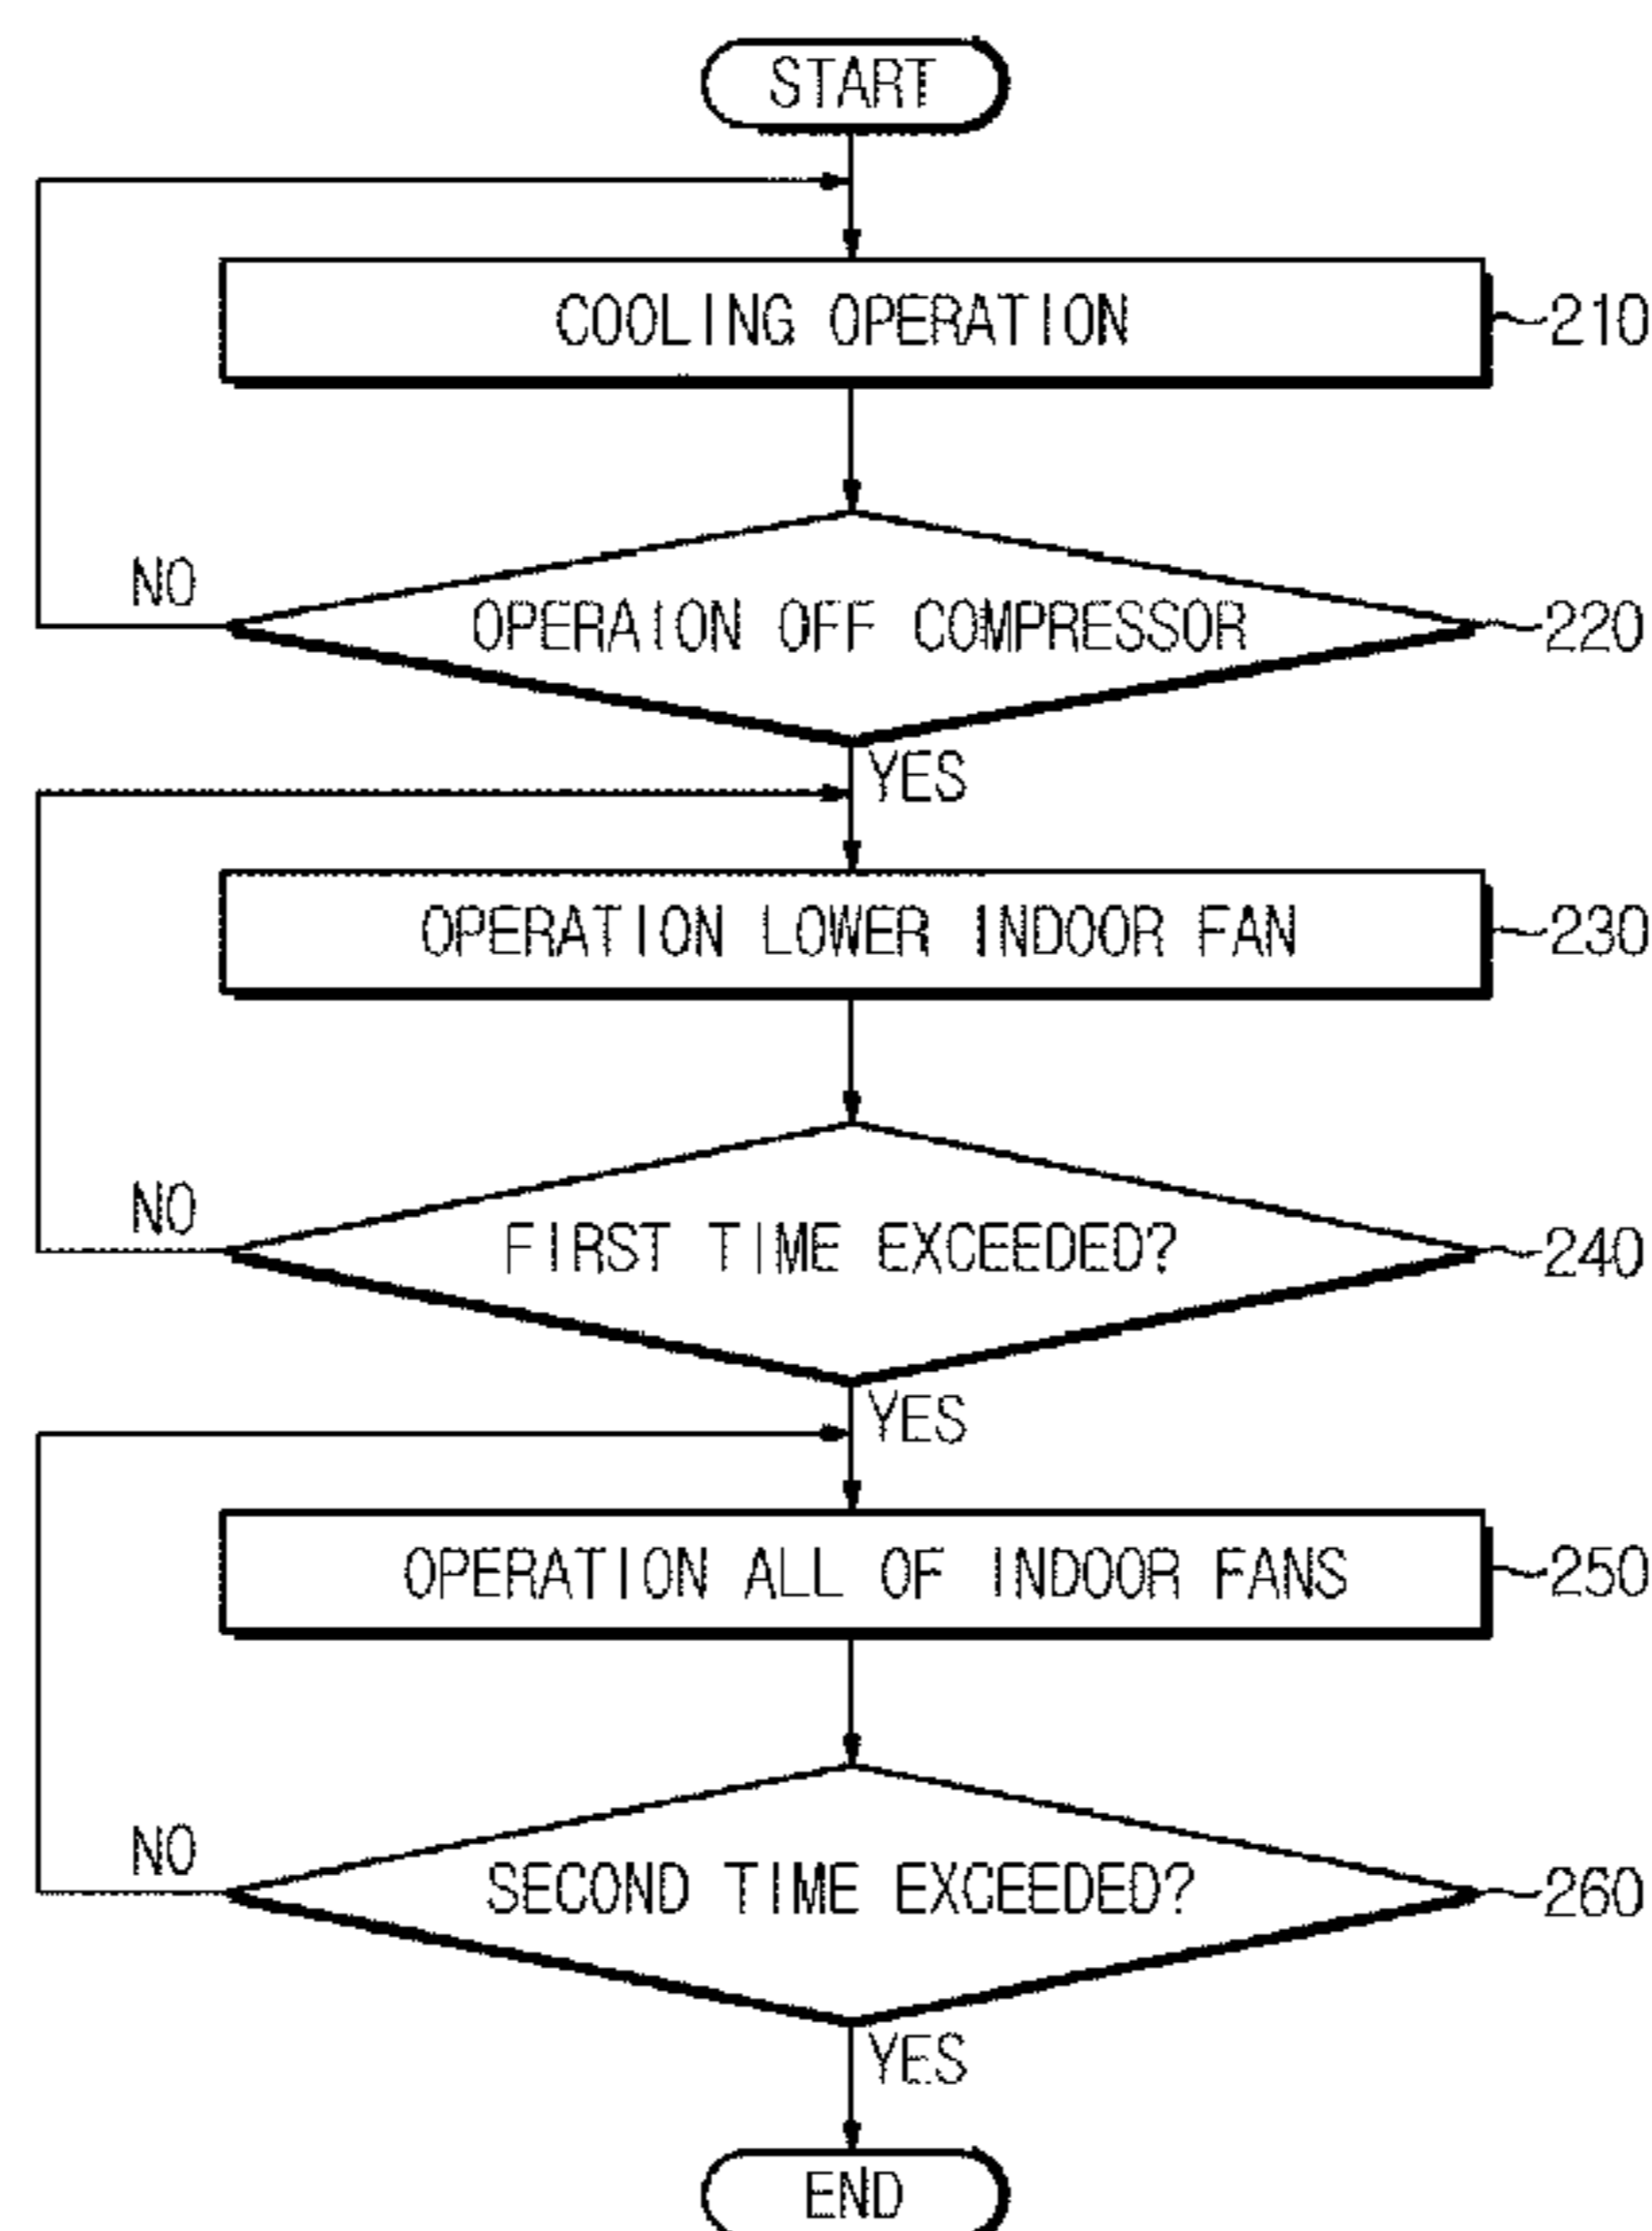 START
COOLING OPERATION
210
NO
OPERAION OFF COMPRESSOR
220
YES
OPERATION LOWER INDOOR FAN
230
NO
FIRST TIME EXCEEDED?
240
YES
OPERATION ALL OF INDOOR FANS
250
NO
SECOND TIME EXCEEDED?
260
YES
END